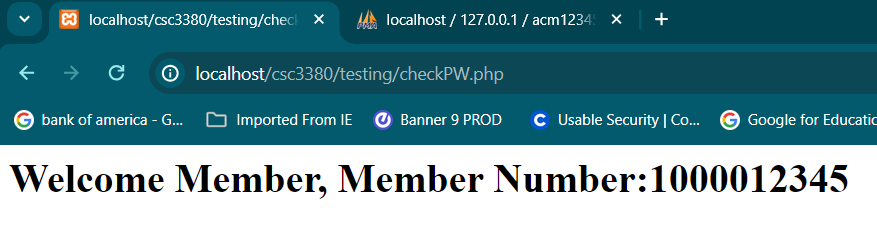 localhost/csc3380/testing/chec
localhost / 127.0.0.1 / acm1234
localhost/csc3380/testing/checkPW.php
bank of america - G...
Imported From IE
Banner 9 PROD
Usable Security | Co...
Google for Educatio
Welcome Member, Member Number:1000012345